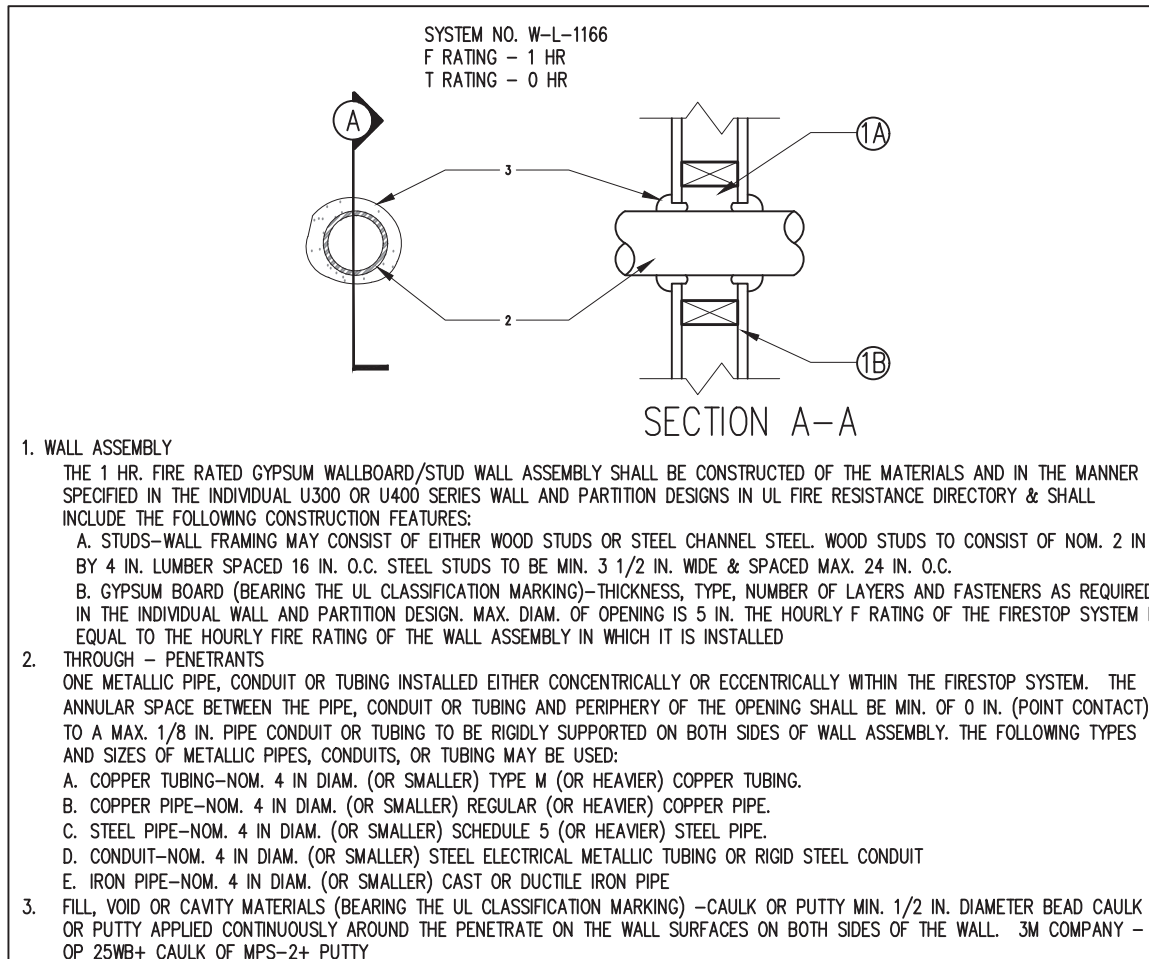 SYSTEM NO. W-L-1166
F RATING - 1 HR
T RATING - 0 HR
A
3
1A
2
1B
SECTION A-A
1. WALL ASSEMBLY
THE 1 HR. FIRE RATED GYPSUM WALLBOARD/STUD WALL ASSEMBLY SHALL BE CONSTRUCTED OF THE MATERIALS AND IN THE MANNER
SPECIFIED IN THE INDIVIDUAL U300 OR U400 SERIES WALL AND PARTITION DESIGNS IN UL FIRE RESISTANCE DIRECTORY & SHALL
INCLUDE THE FOLLOWING CONSTRUCTION FEATURES:
A. STUDS-WALL FRAMING MAY CONSIST OF EITHER WOOD STUDS OR STEEL CHANNEL STEEL. WOOD STUDS TO CONSIST OF NOM. 2 IN
BY 4 IN. LUMBER SPACED 16 IN. O.C. STEEL STUDS TO BE MIN. 3 1/2 IN. WIDE & SPACED MAX. 24 IN. O.C.
B. GYPSUM BOARD (BEARING THE UL CLASSIFICATION MARKING)-THICKNESS, TYPE, NUMBER OF LAYERS AND FASTENERS AS REQUIRED
IN THE INDIVIDUAL WALL AND PARTITION DESIGN. MAX. DIAM. OF OPENING IS 5 IN. THE HOURLY F RATING OF THE FIRESTOP SYSTEM
EQUAL TO THE HOURLY FIRE RATING OF THE WALL ASSEMBLY IN WHICH IT IS INSTALLED
2. THROUGH - PENETRANTS
ONE METALLIC PIPE, CONDUIT OR TUBING INSTALLED EITHER CONCENTRICALLY OR ECCENTRICALLY WITHIN THE FIRESTOP SYSTEM. THE
ANNULAR SPACE BETWEEN THE PIPE, CONDUIT OR TUBING AND PERIPHERY OF THE OPENING SHALL BE MIN. OF 0 IN. (POINT CONTACT)
TO A MAX. 1/8 IN. PIPE CONDUIT OR TUBING TO BE RIGIDLY SUPPORTED ON BOTH SIDES OF WALL ASSEMBLY. THE FOLLOWING TYPES
AND SIZES OF METALLIC PIPES, CONDUITS, OR TUBING MAY BE USED:
A. COPPER TUBING-NOM. 4 IN DIAM. (OR SMALLER) TYPE M (OR HEAVIER) COPPER TUBING.
B. COPPER PIPE-NOM. 4 IN DIAM. (OR SMALLER) REGULAR (OR HEAVIER) COPPER PIPE.
C. STEEL PIPE-NOM. 4 IN DIAM. (OR SMALLER) SCHEDULE 5 (OR HEAVIER) STEEL PIPE.
D. CONDUIT-NOM. 4 IN DIAM. (OR SMALLER) STEEL ELECTRICAL METALLIC TUBING OR RIGID STEEL CONDUIT
E. IRON PIPE-NOM. 4 IN DIAM. (OR SMALLER) CAST OR DUCTILE IRON PIPE
3. FILL, VOID OR CAVITY MATERIALS (BEARING THE UL CLASSIFICATION MARKING) -CAULK OR PUTTY MIN. 1/2 IN. DIAMETER BEAD CAULK
OR PUTTY APPLIED CONTINUOUSLY AROUND THE PENETRATE ON THE WALL SURFACES ON BOTH SIDES OF THE WALL. 3M COMPANY -
OP 25WB+ CAULK OF MPS-2+ PUTTY